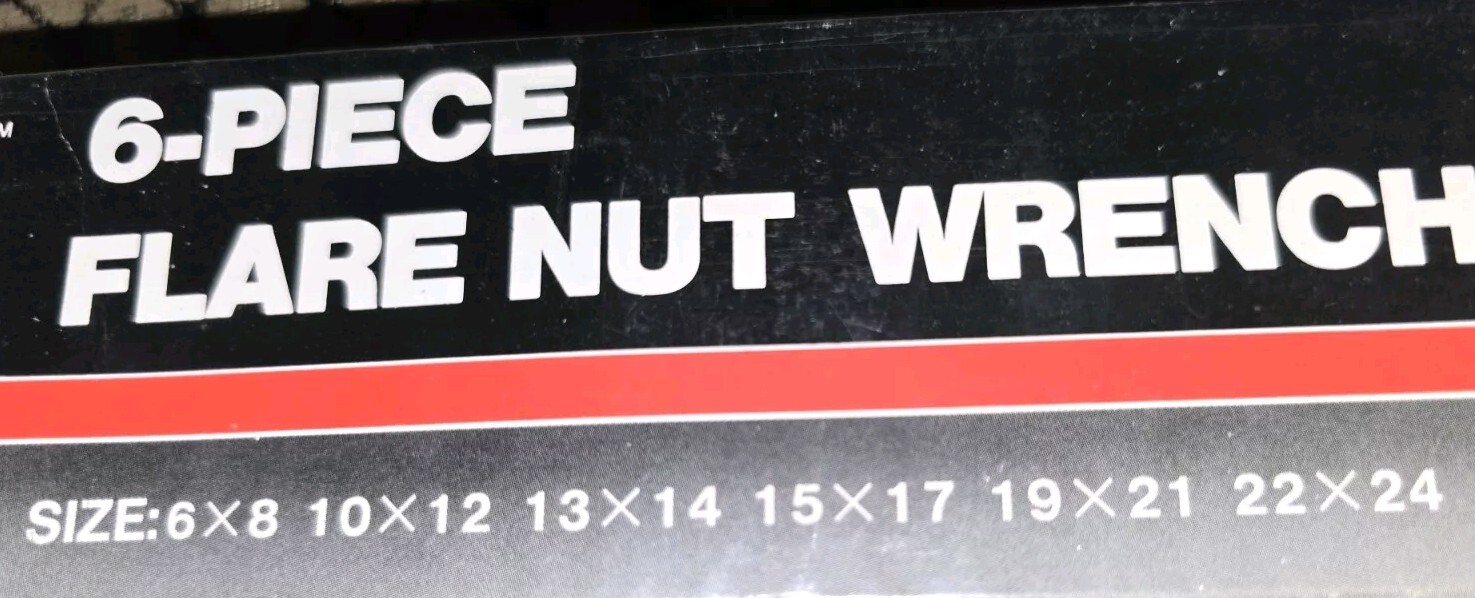 6-PIECE
FLARE NUT WRENCH
SIZE:6×8 10×12 13×14 15×17 19×21 22×24